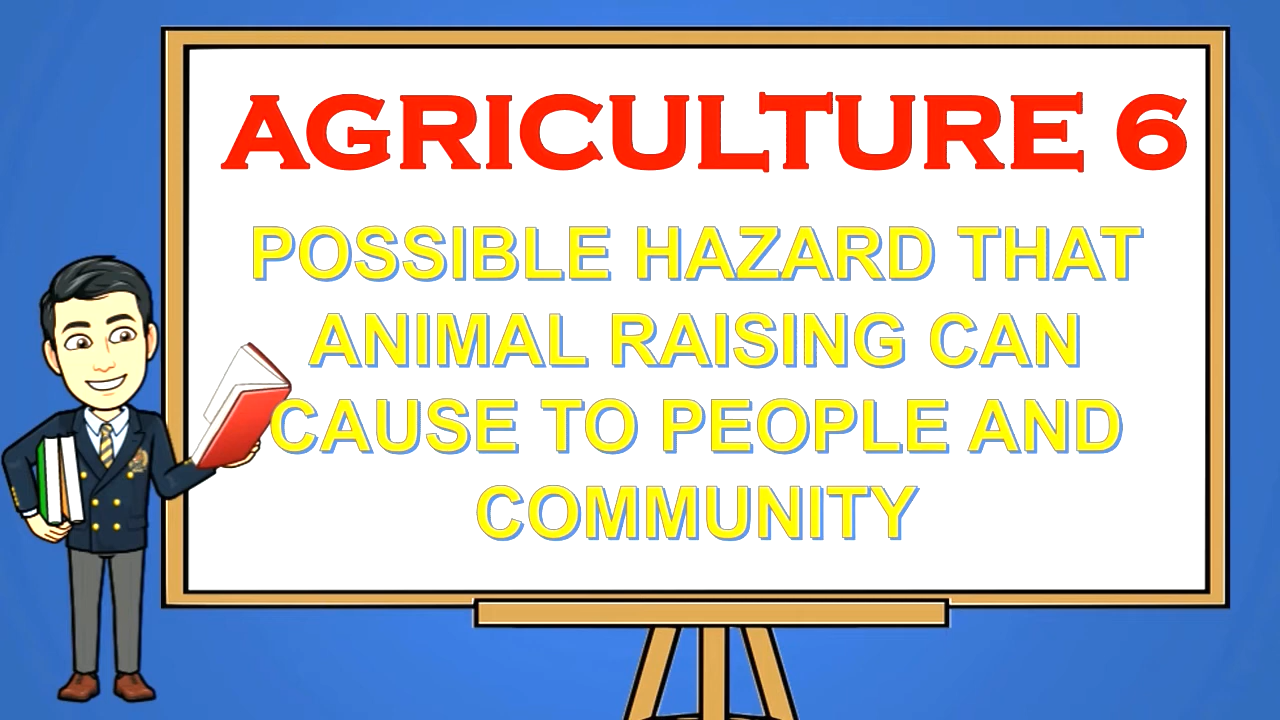 AGRICULTURE 6
POSSIBLE HAZARD THAT
ANIMAL RAISING CAN
CAUSE TO PEOPLE AND
COMMUNITY